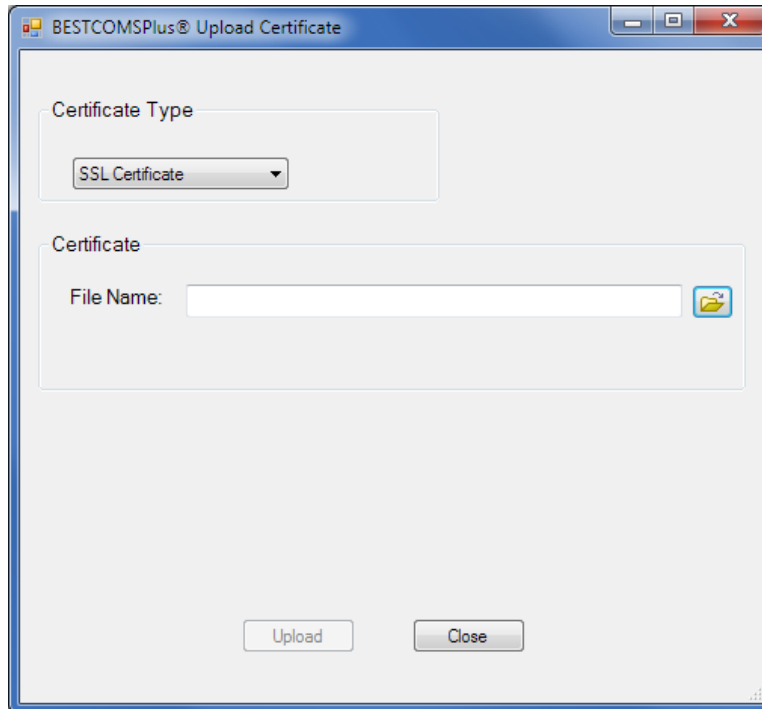 BESTCOMSPlus® Upload Certificate
Certificate Type
SSL Certificate
Certificate
File Name:
Upload
Close